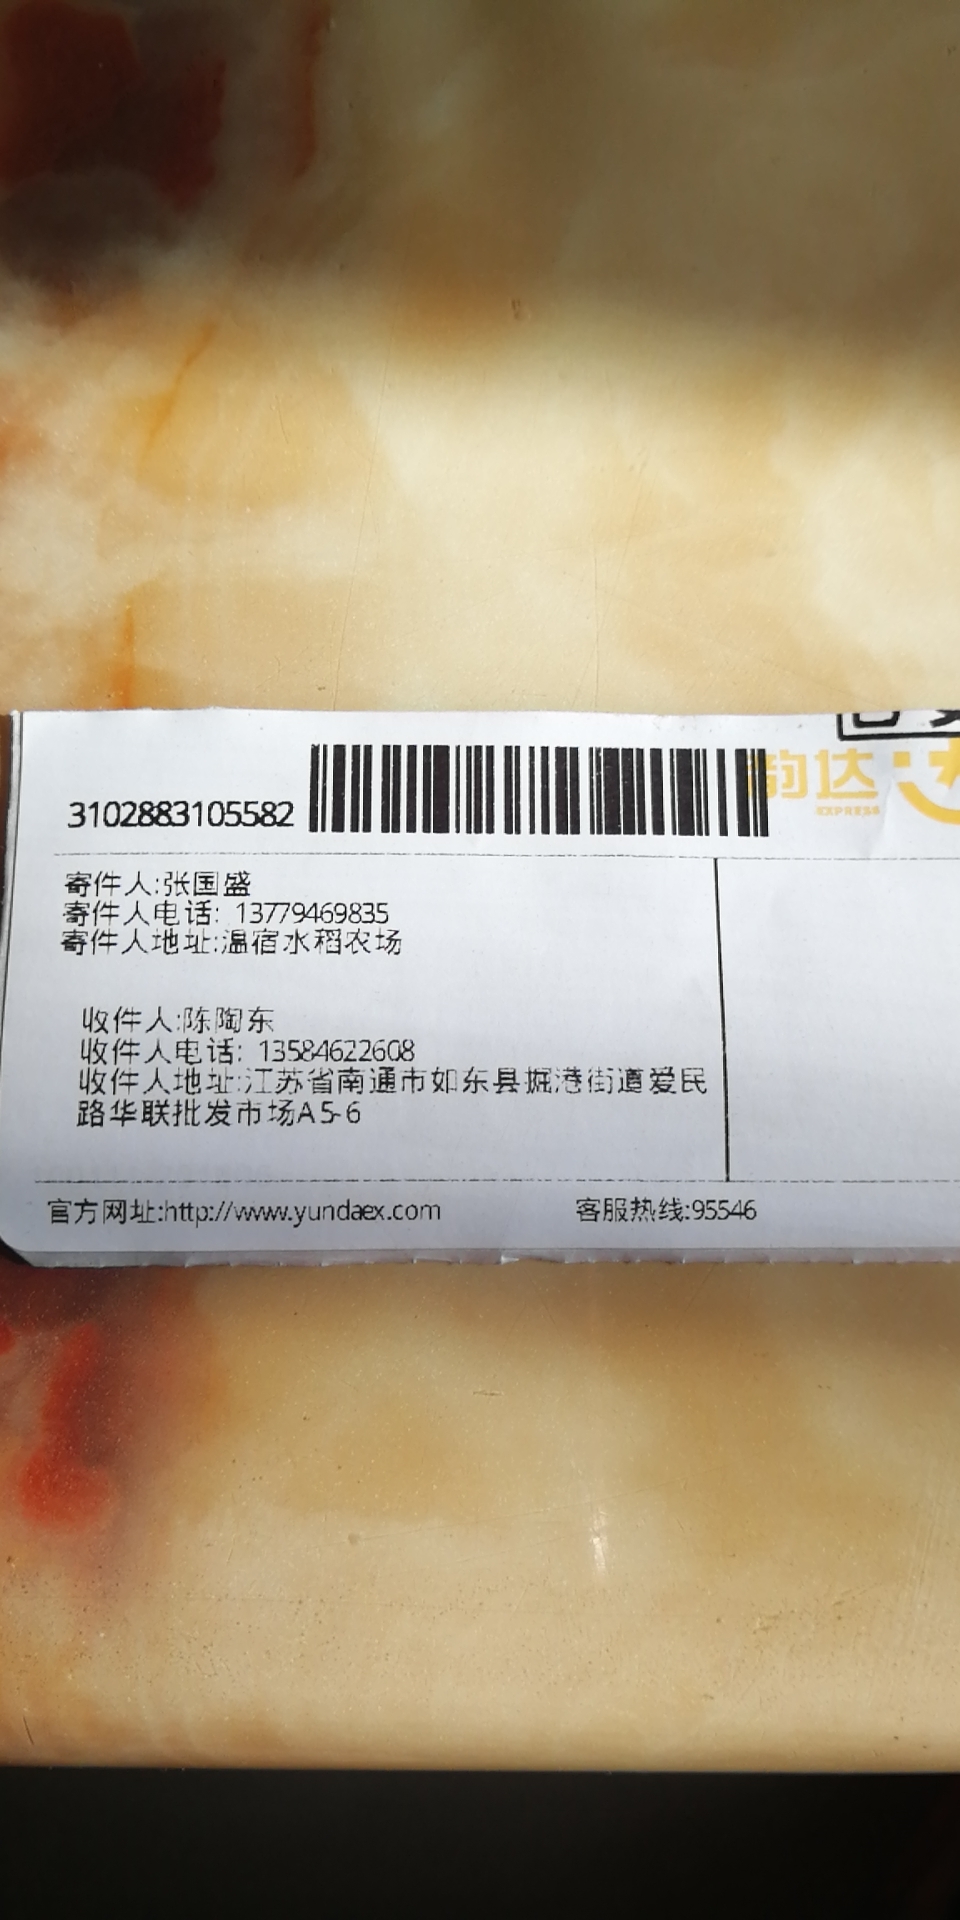 3102883105582
韵达
EXPRESS
寄件人:张国盛
寄件人电话: 13779469835
寄件人地址:温宿水稻农场
收件人:陈陶东
收件人电话: 13584622608
收件人地址:江苏省南通市如东县掘港街道爱民
路华联批发市场A5-6
官方网址:http://www.yundaex.com
客服热线:95546